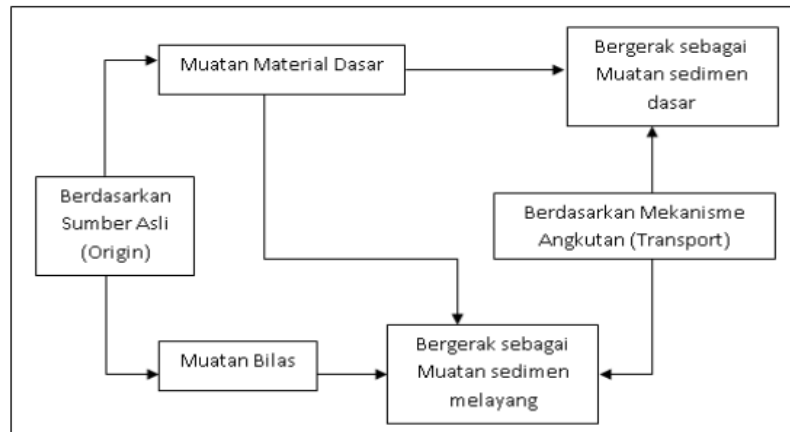 Muatan Material Dasar
Bergerak sebagai
Muatan sedimen
dasar
Berdasarkan
Sumber Asli
(Origin)
Berdasarkan Mekanisme
Angkutan (Transport)
Muatan Bilas
Bergerak sebagai
Muatan sedimen
melayang